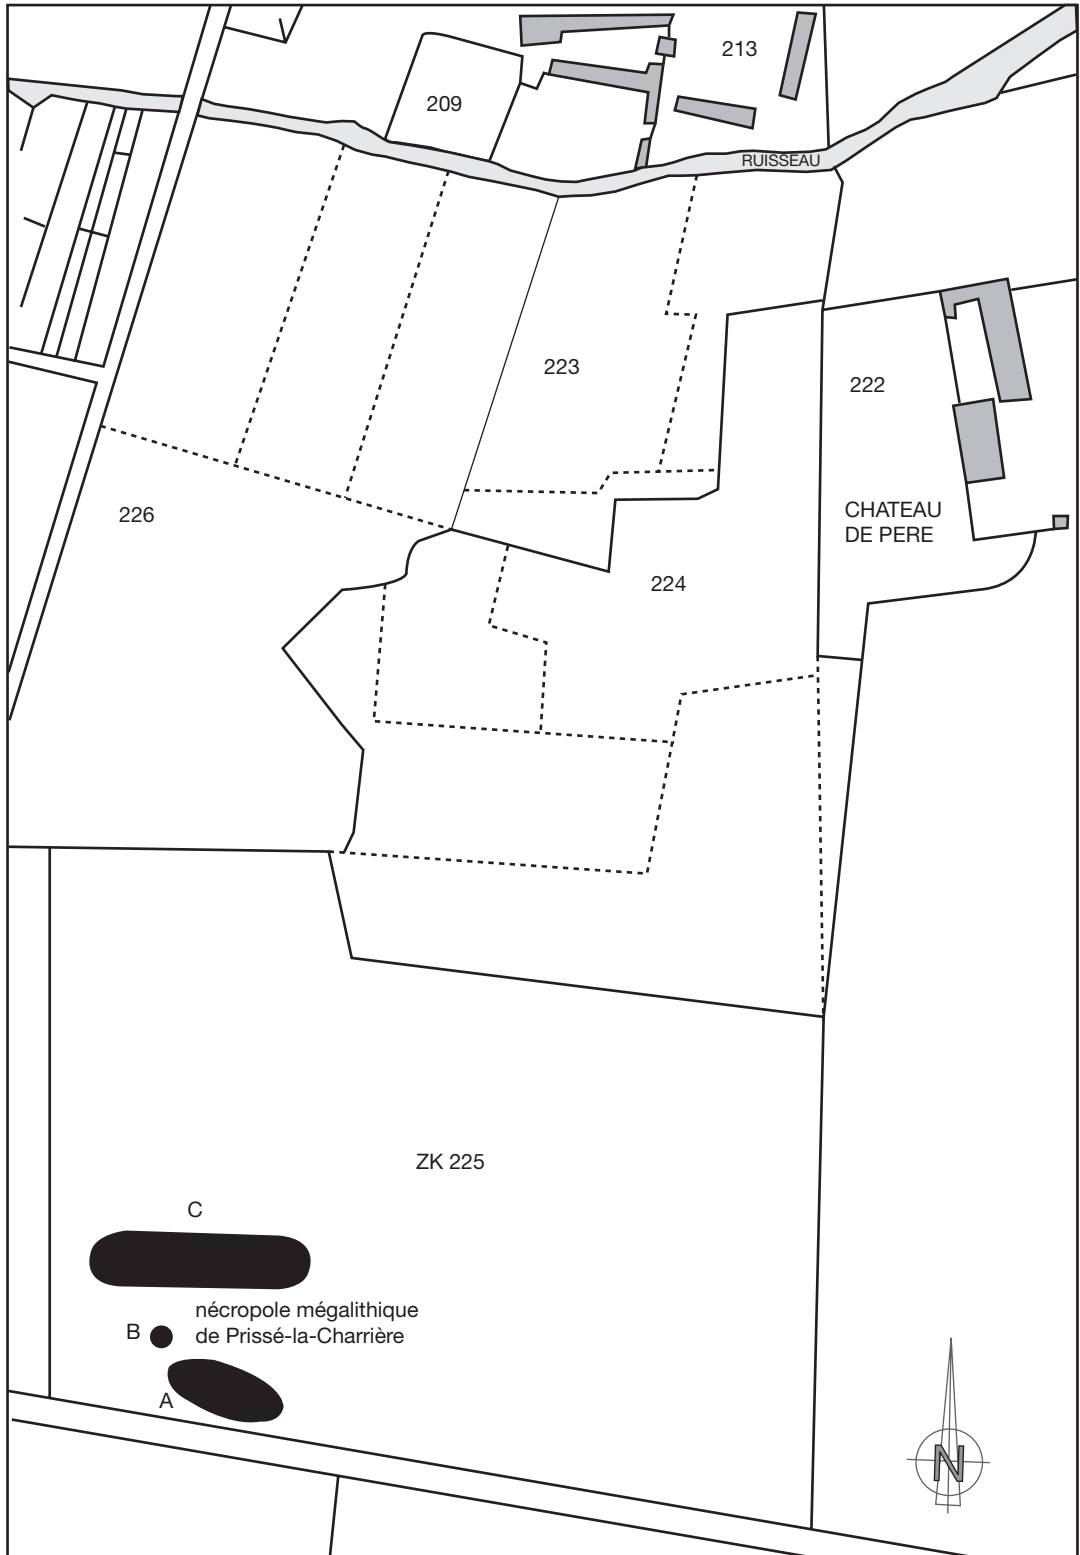 213
209
RUISSEAU
223
222
CHATEAU
DE PERE
226
224
ZK 225
C
nécropole mégalithique
de Prissé-la-Charrière
B
A
N